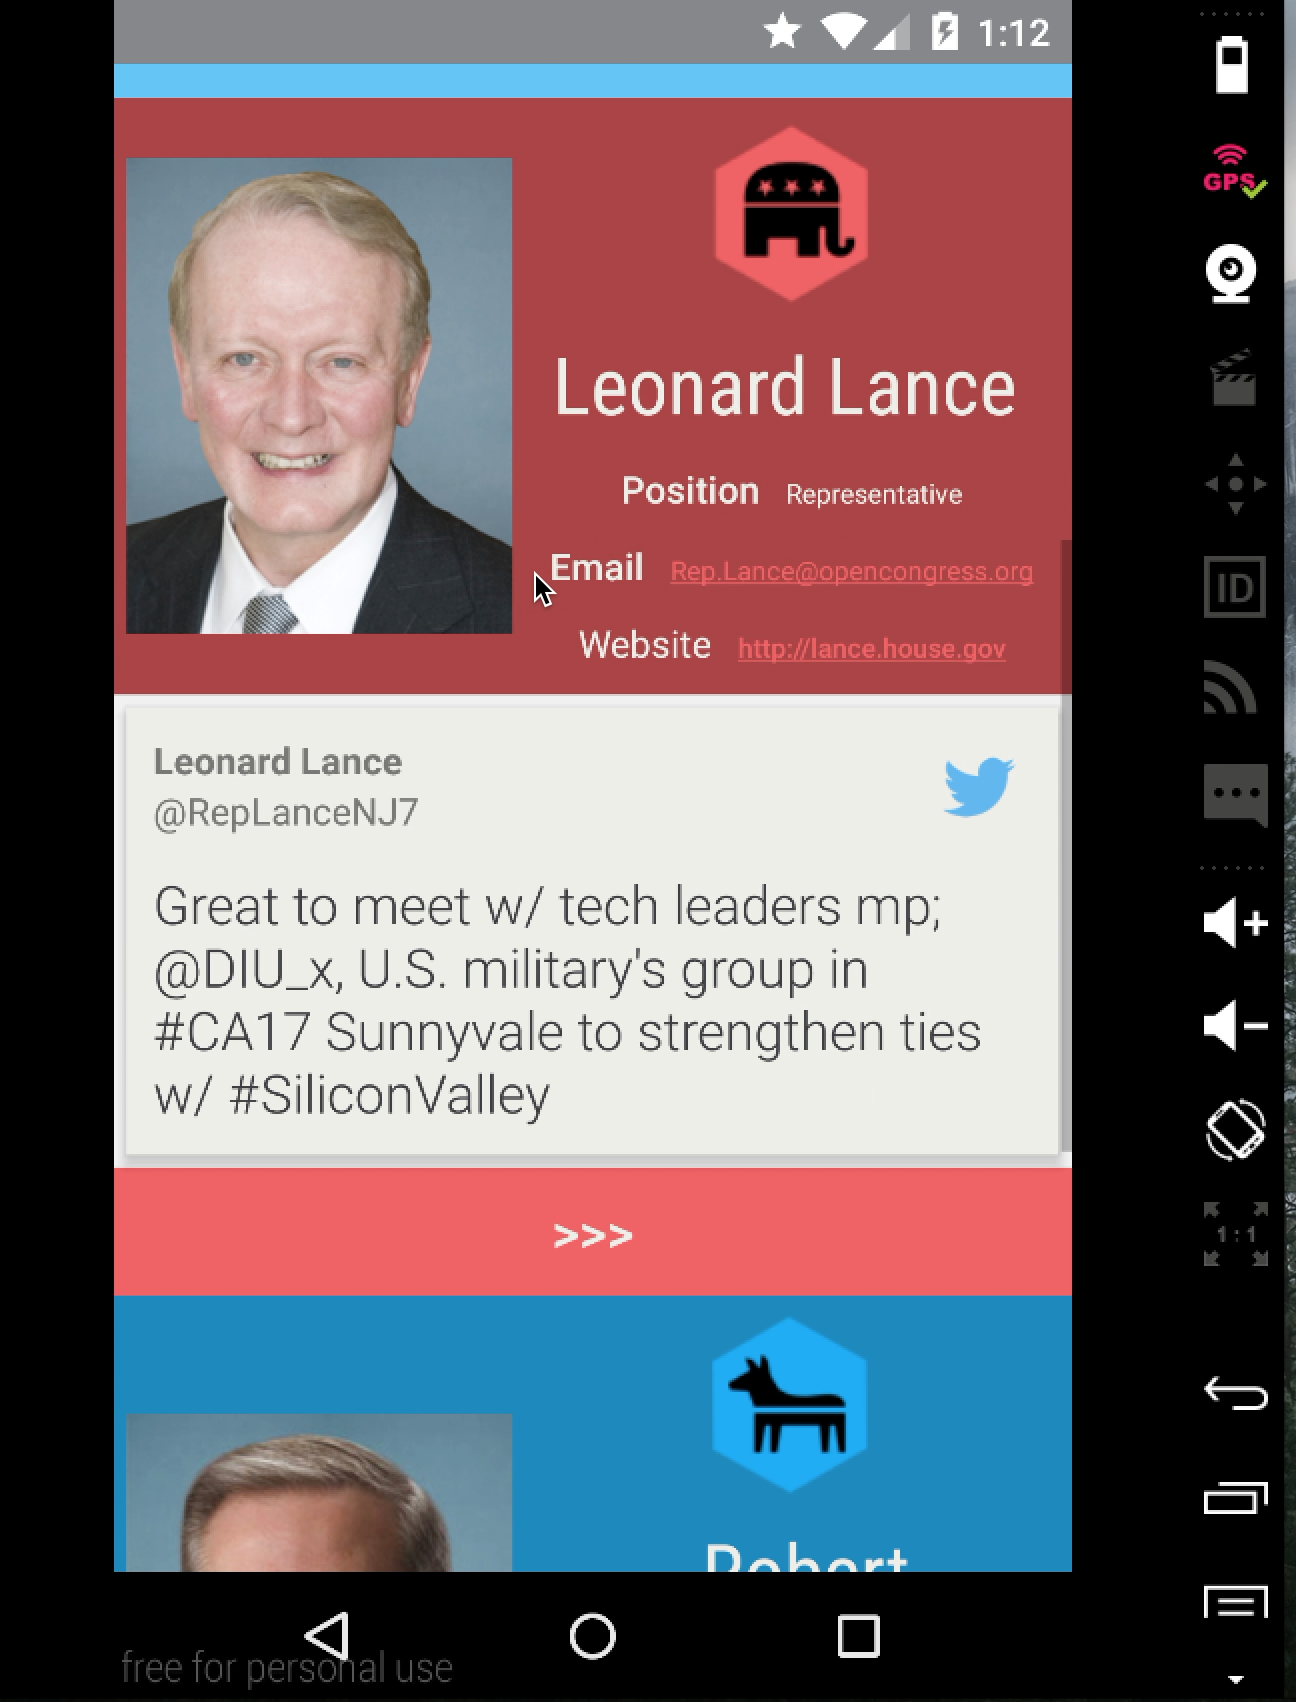 1:12
GPS
Leonard Lance
Position Representative
Email Rep.Lance@opencongress.org
Website http://lance.house.gov
ID
Leonard Lance
@RepLanceNJ7
Great to meet w/ tech leaders mp;
@DIU_x, U.S. military's group in
#CA17 Sunnyvale to strengthen ties
w/ #SiliconValley
>>>
1:1
Robert
free for personal use